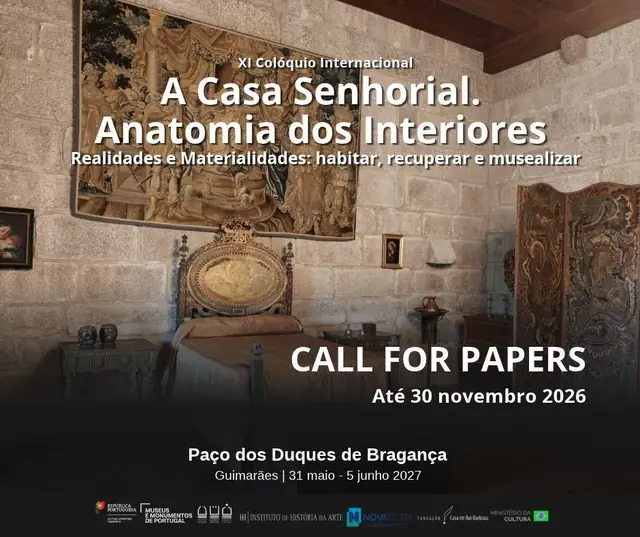 XI Colóquio Internacional
A Casa Senhorial.
Anatomia dos Interiores
Realidades e Materialidades: habitar, recuperar e musealizar
CALL FOR PAPERS
Até 30 novembro 2026
Paço dos Duques de Bragança
Guimarães | 31 maio - 5 junho 2027
REPÚBLICA
PORTUGUESA
MUSEUS
E MONUMENTOS
DE PORTUGAL
INSTITUTO DE HISTÓRIA DA ARTE
NOVA FCSH
FUNDAÇÃO
Casa de Rui Barbosa
MINISTÉRIO DA
CULTURA